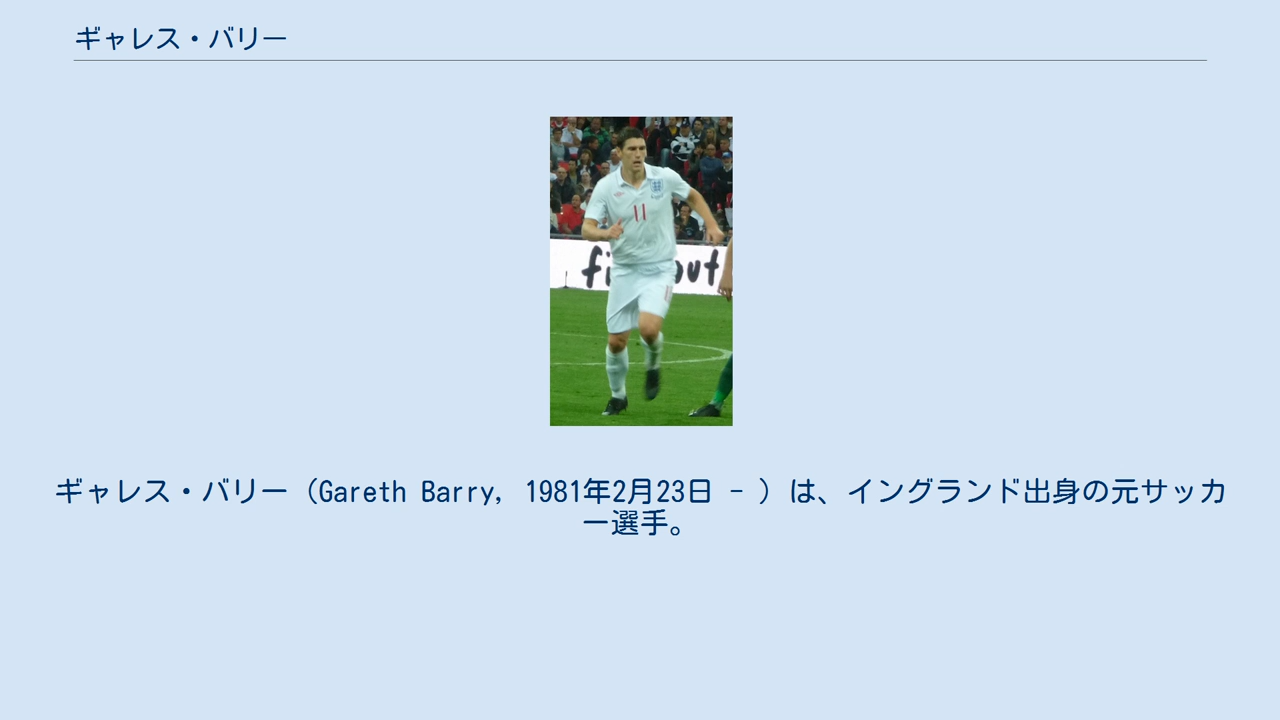 ギャレス・バリー
11
ギャレス・バリー（Gareth Barry, 1981年2月23日 - ）は、イングランド出身の元サッカ
ー選手。